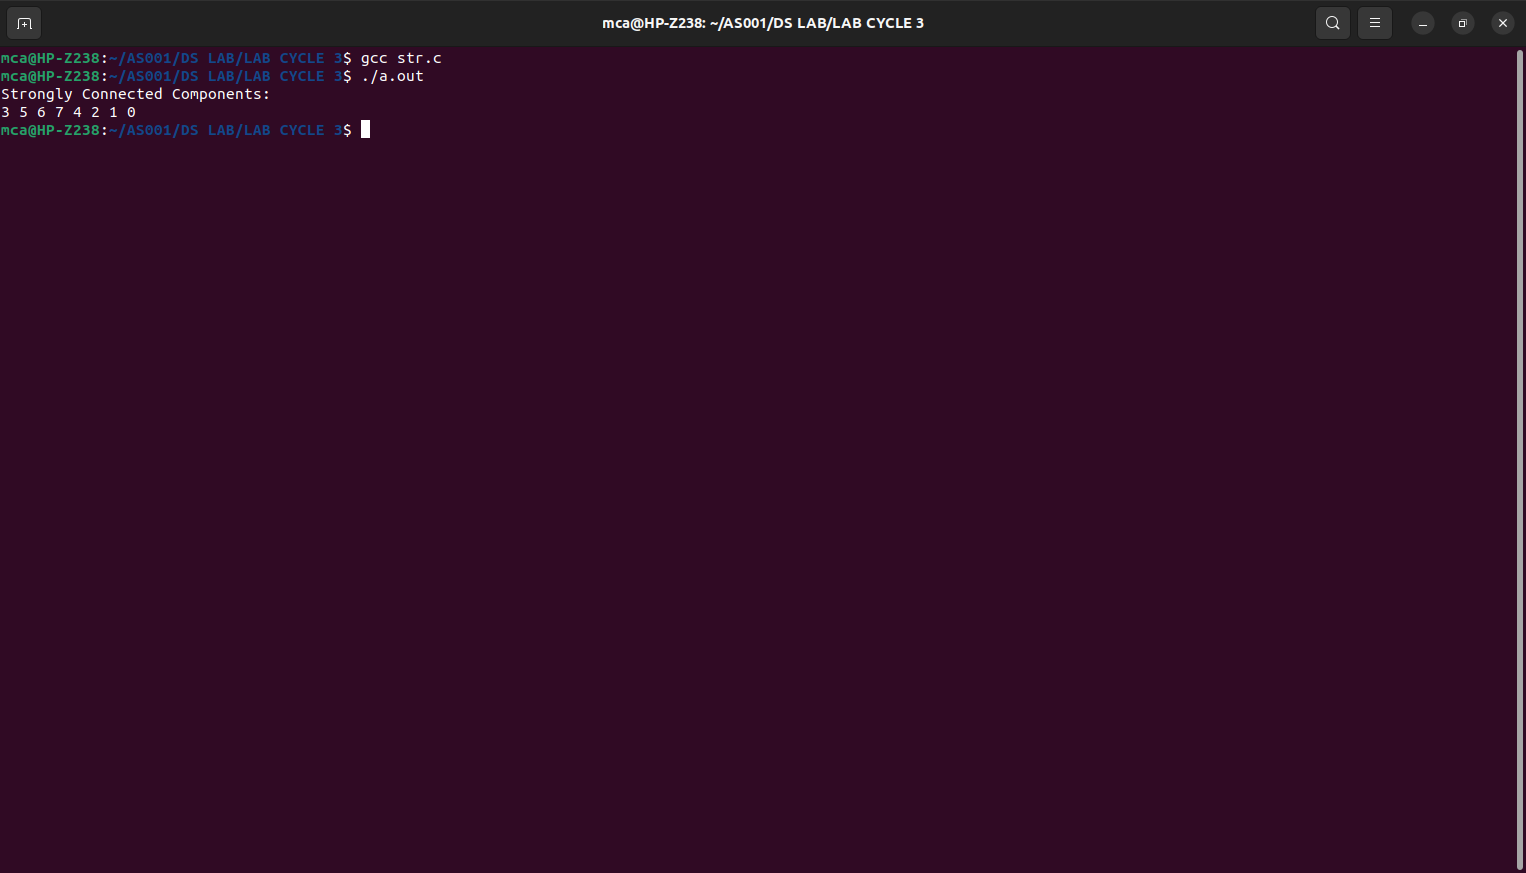 mca@HP-Z238: ~/AS001/DS LAB/LAB CYCLE 3
mca@HP-Z238:~/AS001/DS LAB/LAB CYCLE 3$ gcc str.c
mca@HP-Z238:~/AS001/DS LAB/LAB CYCLE 3$ ./a.out
Strongly Connected Components:
3 5 6 7 4 2 1 0
mca@HP-Z238:~/AS001/DS LAB/LAB CYCLE 3$